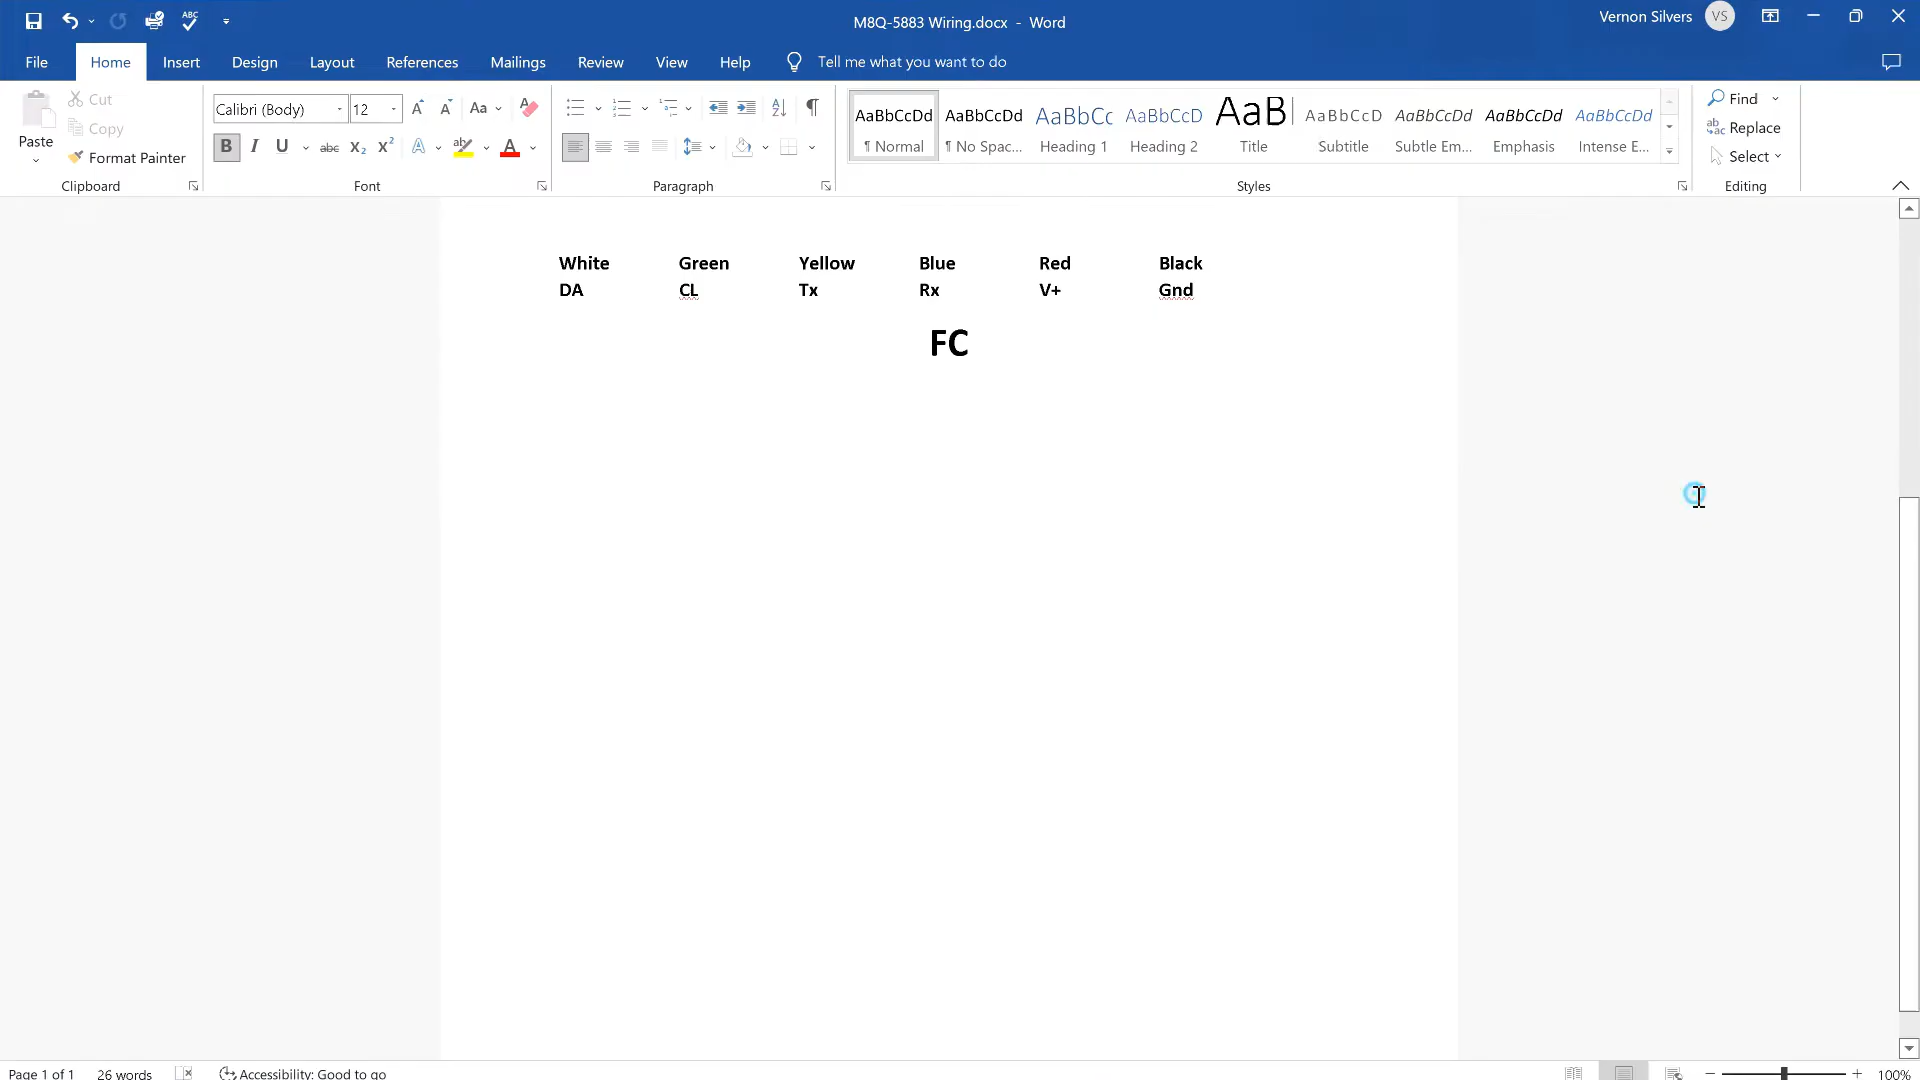 ABC
M8Q-5883 Wiring.docx - Word
Vernon Silvers VS
File Home Insert Design Layout References Mailings Review View Help Tell me what you want to do
Paste
Cut
Copy
Format Painter
Clipboard
Calibri (Body) 12
Aa
B I U abc X₂ X² A ab A
Font
Paragraph
AaBbCcDd AaBbCcDd AaBbCc AaBbCcD AaB AaBbCcD AaBbCcDd AaBbCcDd AaBbCcDd
¶ Normal ¶ No Spac... Heading 1 Heading 2 Title Subtitle Subtle Em... Emphasis Intense E...
Styles
Find
Replace
Select
Editing
White Green Yellow Blue Red Black
DA CL Tx Rx V+ Gnd
FC
Page 1 of 1 26 words Accessibility: Good to go 100%